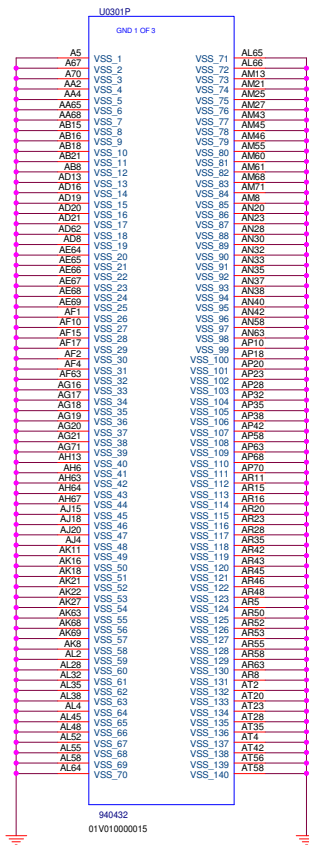 U0301P
GND 1 OF 3
A5 VSS_1 VSS_71 AL65
A67 VSS_2 VSS_72 AL66
A70 VSS_3 VSS_73 AM13
AA2 VSS_4 VSS_74 AM21
AA4 VSS_5 VSS_75 AM25
AA65 VSS_6 VSS_76 AM27
AA68 VSS_7 VSS_77 AM43
AB15 VSS_8 VSS_78 AM45
AB16 VSS_9 VSS_79 AM46
AB18 VSS_10 VSS_80 AM55
AB21 VSS_11 VSS_81 AM60
AB8 VSS_12 VSS_82 AM61
AD13 VSS_13 VSS_83 AM68
AD16 VSS_14 VSS_84 AM71
AD19 VSS_15 VSS_85 AM8
AD20 VSS_16 VSS_86 AN20
AD21 VSS_17 VSS_87 AN23
AD62 VSS_18 VSS_88 AN28
AD8 VSS_19 VSS_89 AN30
AE64 VSS_20 VSS_90 AN32
AE65 VSS_21 VSS_91 AN33
AE66 VSS_22 VSS_92 AN35
AE67 VSS_23 VSS_93 AN37
AE68 VSS_24 VSS_94 AN38
AE69 VSS_25 VSS_95 AN40
AF1 VSS_26 VSS_96 AN42
AF10 VSS_27 VSS_97 AN58
AF15 VSS_28 VSS_98 AN63
AF17 VSS_29 VSS_99 AP10
AF2 VSS_30 VSS_100 AP18
AF4 VSS_31 VSS_101 AP20
AF63 VSS_32 VSS_102 AP23
AG16 VSS_33 VSS_103 AP28
AG17 VSS_34 VSS_104 AP32
AG18 VSS_35 VSS_105 AP35
AG19 VSS_36 VSS_106 AP38
AG20 VSS_37 VSS_107 AP42
AG21 VSS_38 VSS_108 AP58
AG71 VSS_39 VSS_109 AP63
AH13 VSS_40 VSS_110 AP68
AH6 VSS_41 VSS_111 AP70
AH63 VSS_42 VSS_112 AR11
AH64 VSS_43 VSS_113 AR15
AH67 VSS_44 VSS_114 AR16
AJ15 VSS_45 VSS_115 AR20
AJ18 VSS_46 VSS_116 AR23
AJ20 VSS_47 VSS_117 AR28
AJ4 VSS_48 VSS_118 AR35
AK11 VSS_49 VSS_119 AR42
AK16 VSS_50 VSS_120 AR43
AK18 VSS_51 VSS_121 AR45
AK21 VSS_52 VSS_122 AR46
AK22 VSS_53 VSS_123 AR48
AK27 VSS_54 VSS_124 AR5
AK63 VSS_55 VSS_125 AR50
AK68 VSS_56 VSS_126 AR52
AK69 VSS_57 VSS_127 AR53
AK8 VSS_58 VSS_128 AR55
AL2 VSS_59 VSS_129 AR58
AL28 VSS_60 VSS_130 AR63
AL32 VSS_61 VSS_131 AR8
AL35 VSS_62 VSS_132 AT2
AL38 VSS_63 VSS_133 AT20
AL4 VSS_64 VSS_134 AT23
AL45 VSS_65 VSS_135 AT28
AL48 VSS_66 VSS_136 AT35
AL52 VSS_67 VSS_137 AT4
AL55 VSS_68 VSS_138 AT42
AL58 VSS_69 VSS_139 AT56
AL64 VSS_70 VSS_140 AT58
940432
01V010000015